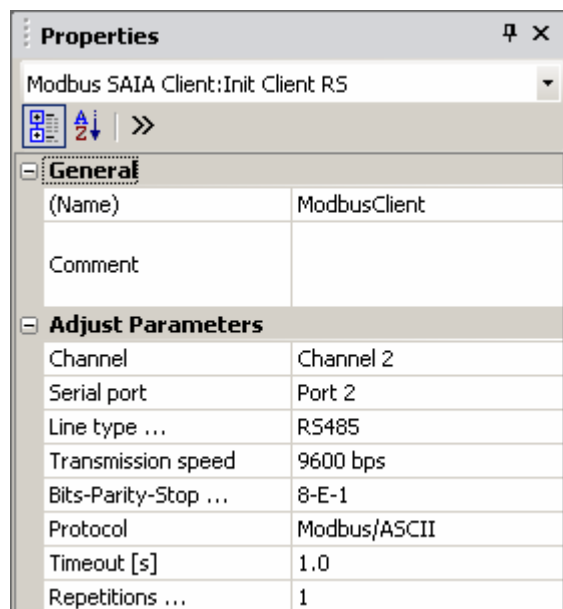 Properties
Modbus SAIA Client:Init Client RS
General
(Name) ModbusClient
Comment
Adjust Parameters
Channel Channel 2
Serial port Port 2
Line type ... RS485
Transmission speed 9600 bps
Bits-Parity-Stop ... 8-E-1
Protocol Modbus/ASCII
Timeout [s] 1.0
Repetitions ... 1